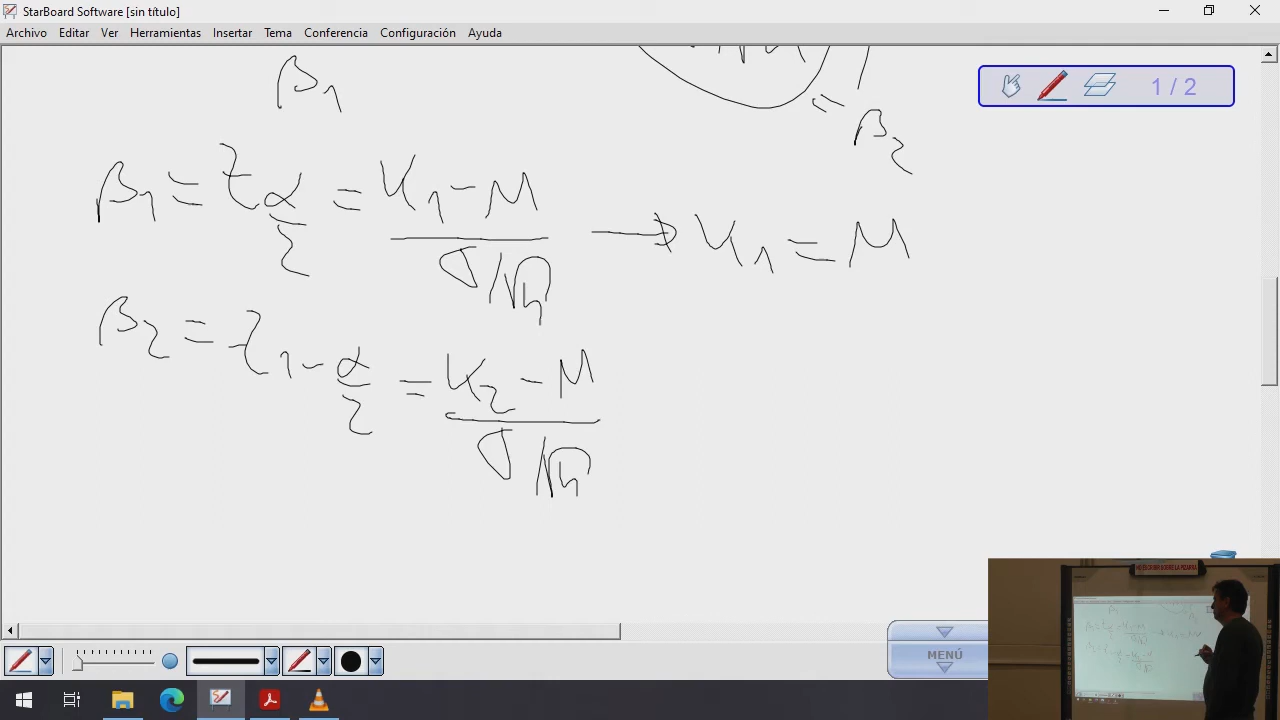 StarBoard Software [sin título]
Archivo Editar Ver Herramientas Insertar Tema Conferencia Configuración Ayuda
1 / 2
β1
= β2
β1 = z α/2 = (K1 - M) / (σ/√n) → K1 = M
β2 = z 1 - α/2 = (K2 - M) / (σ/√n)
MENÚ